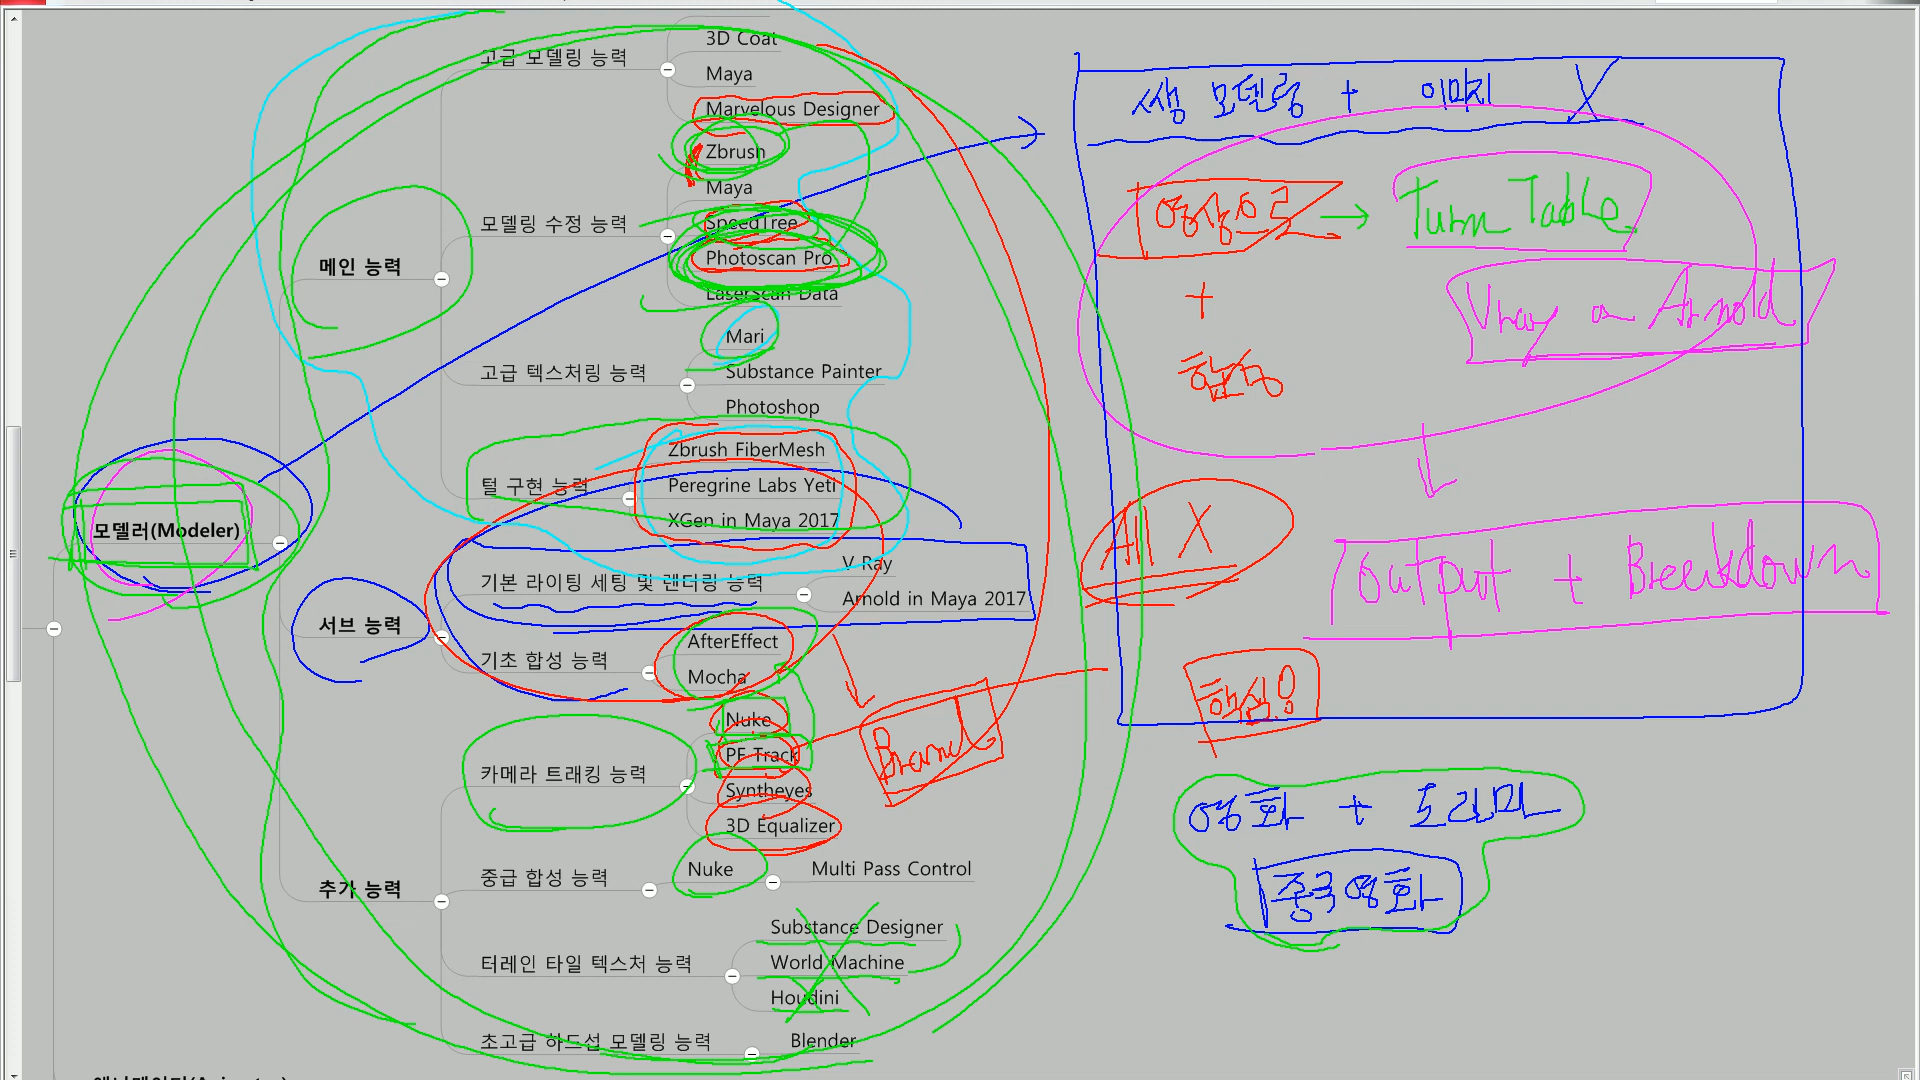 3D Coat
고급 모델링 능력
Maya
Marvelous Designer
Zbrush
Maya
모델링 수정 능력
SpeedTree
Photoscan Pro
LaserScan Data
메인 능력
Mari
고급 텍스처링 능력
Substance Painter
Photoshop
Zbrush FiberMesh
털 구현 능력
Peregrine Labs Yeti
XGen in Maya 2017
모델러(Modeler)
기본 라이팅 세팅 및 랜더링 능력
V Ray
Arnold in Maya 2017
서브 능력
기초 합성 능력
AfterEffect
Mocha
Nuke
카메라 트래킹 능력
PF Track
Syntheyes
3D Equalizer
추가 능력
중급 합성 능력
Nuke
Multi Pass Control
터레인 타일 텍스처 능력
Substance Designer
World Machine
Houdini
초고급 하드섭 모델링 능력
Blender
쌩 모델링 + 이미지 X
영상으로 → Turn Table
Vray or Arnold
+
합성
All X
Output + Breakdown
Brand
핵심!
영화 + 드라마
중국영화